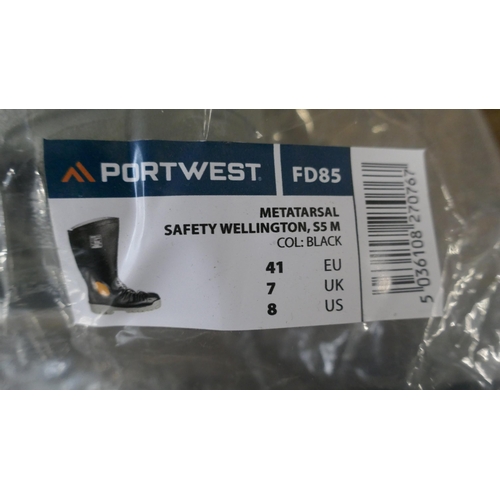 PORTWEST®
FD85
METATARSAL
SAFETY WELLINGTON, S5 M
COL: BLACK
41 EU
7 UK
8 US
5 036108 270767